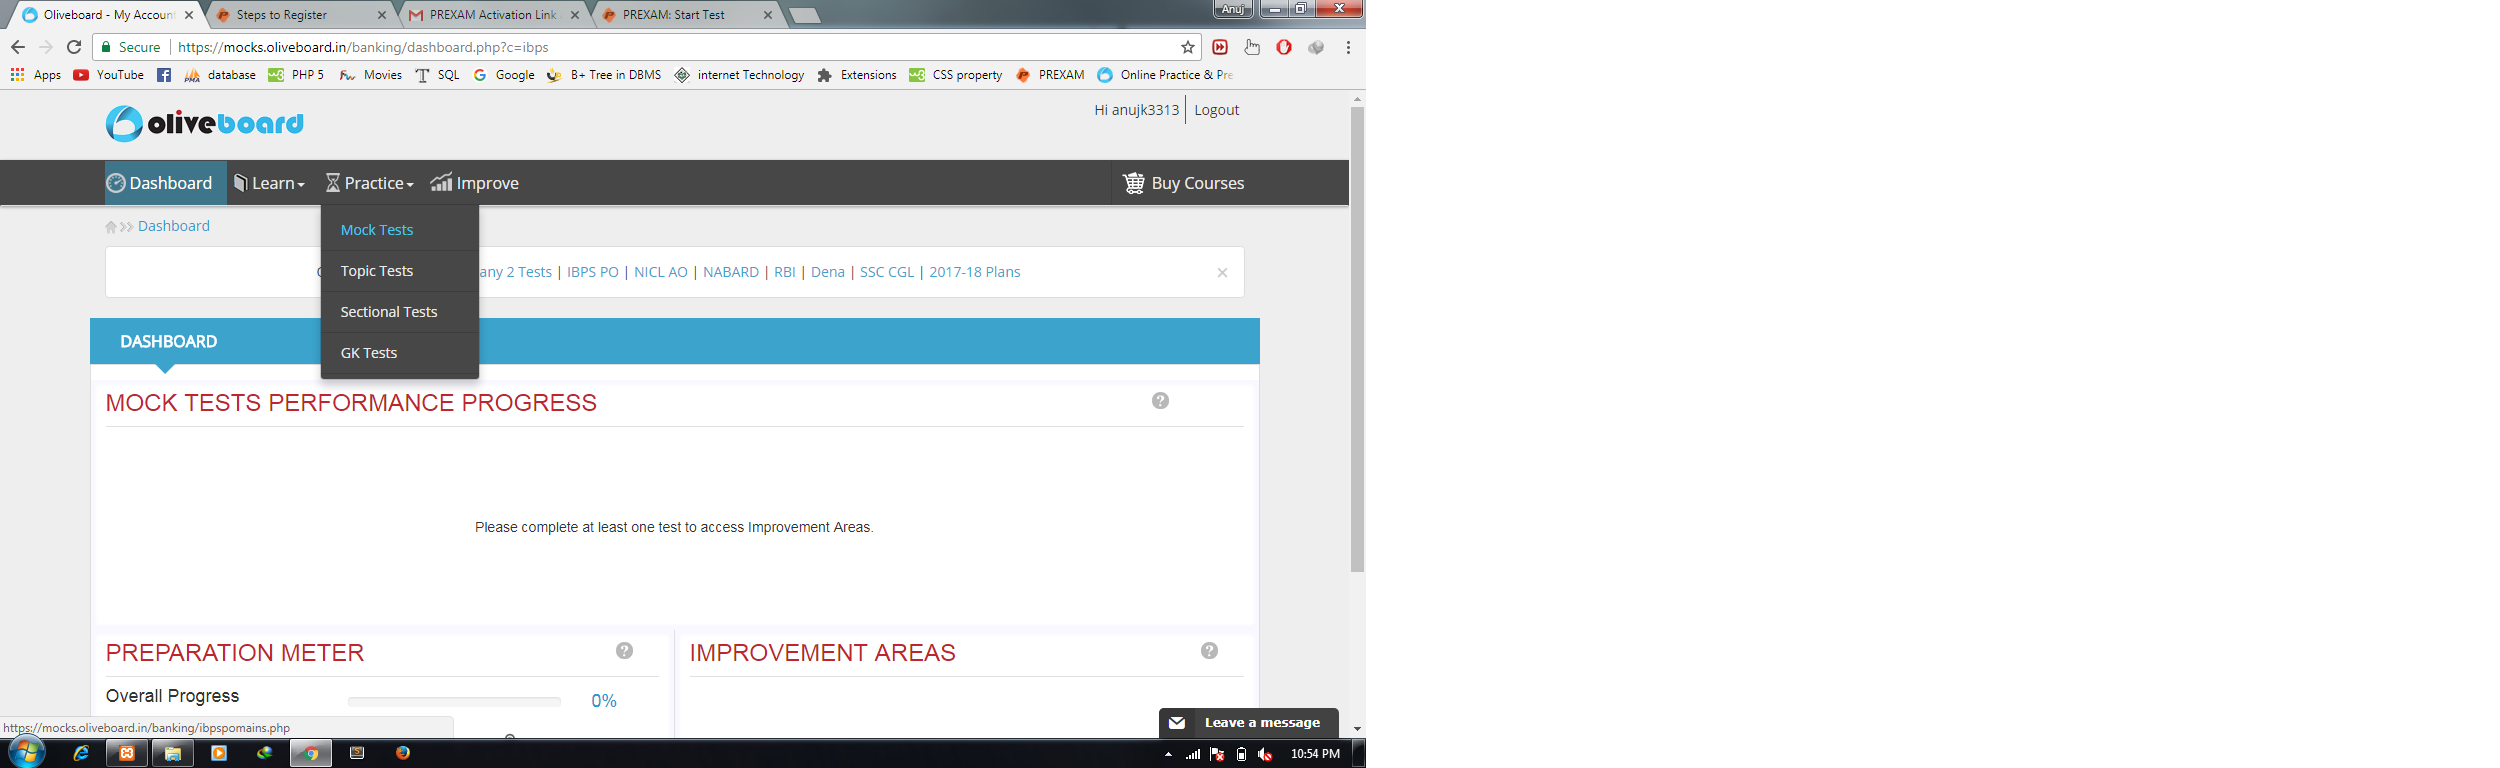 Oliveboard - My Account
Steps to Register
PREXAM Activation Link
PREXAM: Start Test
Anuj
Secure
https://mocks.oliveboard.in/banking/dashboard.php?c=ibps
Apps YouTube database PHP 5 Movies SQL Google B+ Tree in DBMS internet Technology Extensions CSS property PREXAM Online Practice & Pre
oliveboard
Hi anujk3313 Logout
Dashboard Learn Practice Improve Buy Courses
Dashboard
Mock Tests
Topic Tests
Sectional Tests
GK Tests
any 2 Tests | IBPS PO | NICL AO | NABARD | RBI | Dena | SSC CGL | 2017-18 Plans
DASHBOARD
MOCK TESTS PERFORMANCE PROGRESS
Please complete at least one test to access Improvement Areas.
PREPARATION METER
IMPROVEMENT AREAS
Overall Progress 0%
Leave a message
https://mocks.oliveboard.in/banking/ibpspomains.php
10:54 PM